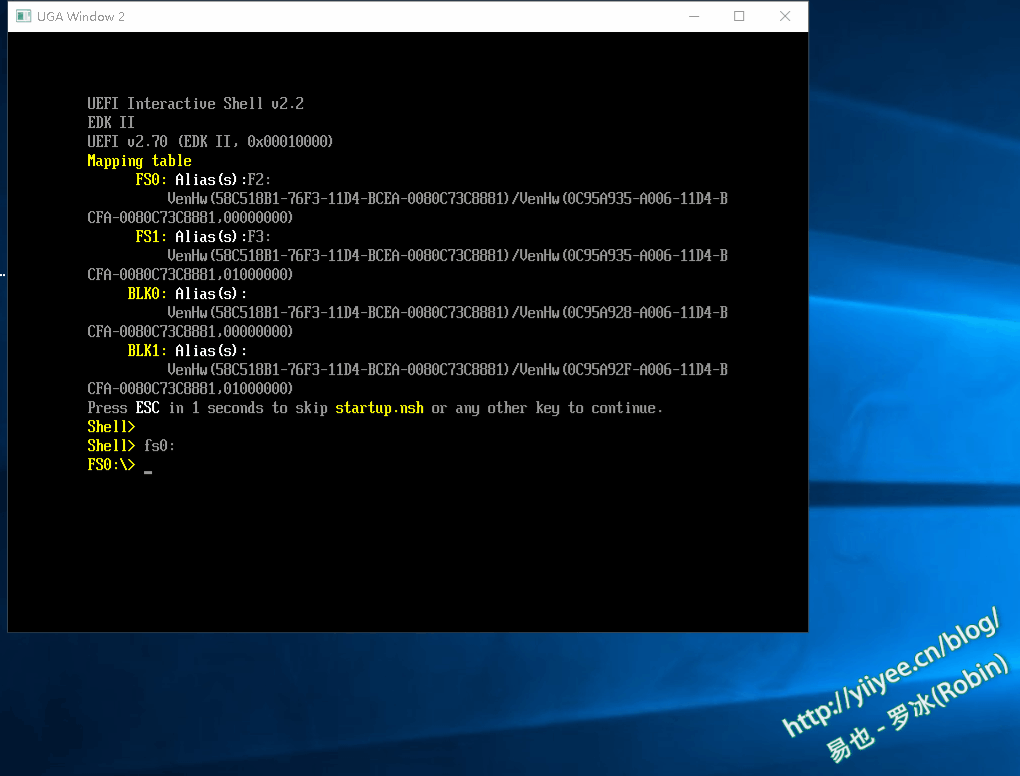 UGA Window 2
UEFI Interactive Shell v2.2
EDK II
UEFI v2.70 (EDK II, 0x00010000)
Mapping table
FS0: Alias(s):F2:
VenHw(58C518B1-76F3-11D4-BCEA-0080C73C8881)/VenHw(0C95A935-A006-11D4-B
CFA-0080C73C8881,00000000)
FS1: Alias(s):F3:
VenHw(58C518B1-76F3-11D4-BCEA-0080C73C8881)/VenHw(0C95A935-A006-11D4-B
CFA-0080C73C8881,01000000)
BLK0: Alias(s):
VenHw(58C518B1-76F3-11D4-BCEA-0080C73C8881)/VenHw(0C95A928-A006-11D4-B
CFA-0080C73C8881,00000000)
BLK1: Alias(s):
VenHw(58C518B1-76F3-11D4-BCEA-0080C73C8881)/VenHw(0C95A92F-A006-11D4-B
CFA-0080C73C8881,01000000)
Press ESC in 1 seconds to skip startup.nsh or any other key to continue.
Shell>
Shell> fs0:
FS0:\> _
http://yiiyee.cn/blog/
易也 - 罗冰(Robin)